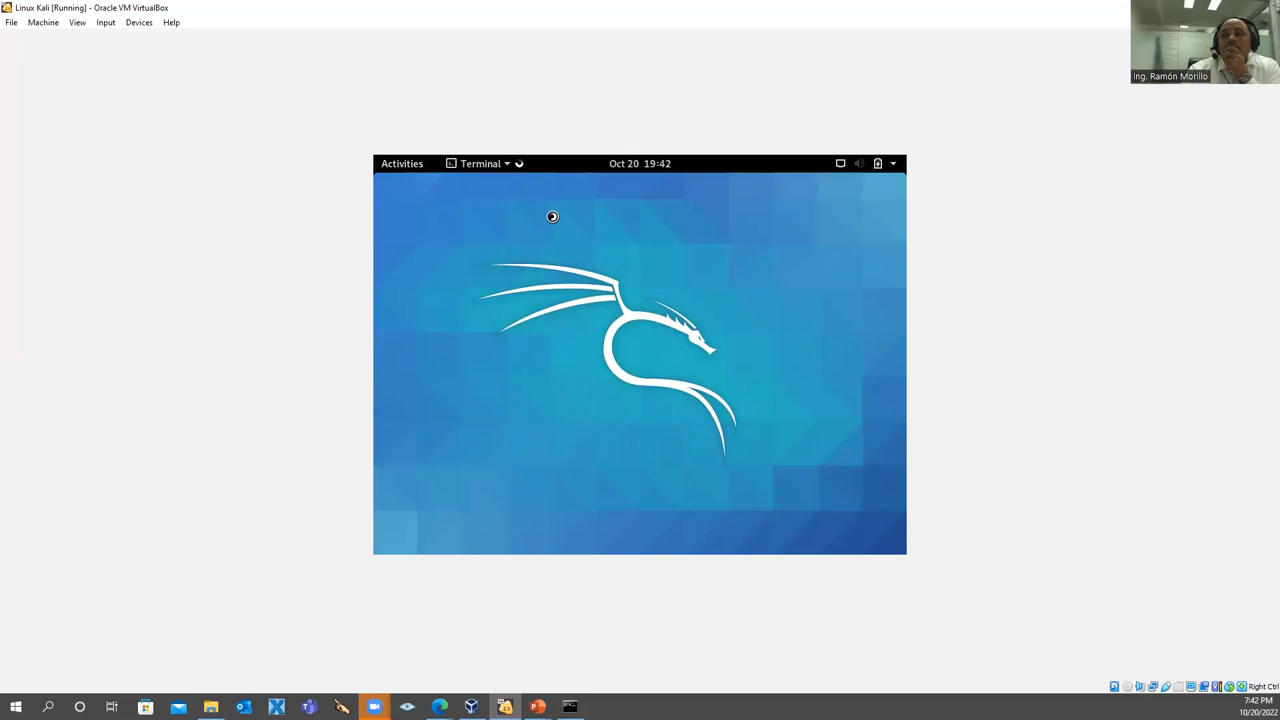 Linux Kali [Running] - Oracle VM VirtualBox
File Machine View Input Devices Help
Ing. Ramón Morillo
Activities Terminal Oct 20 19:42
Right Ctrl
7:42 PM
10/20/2022